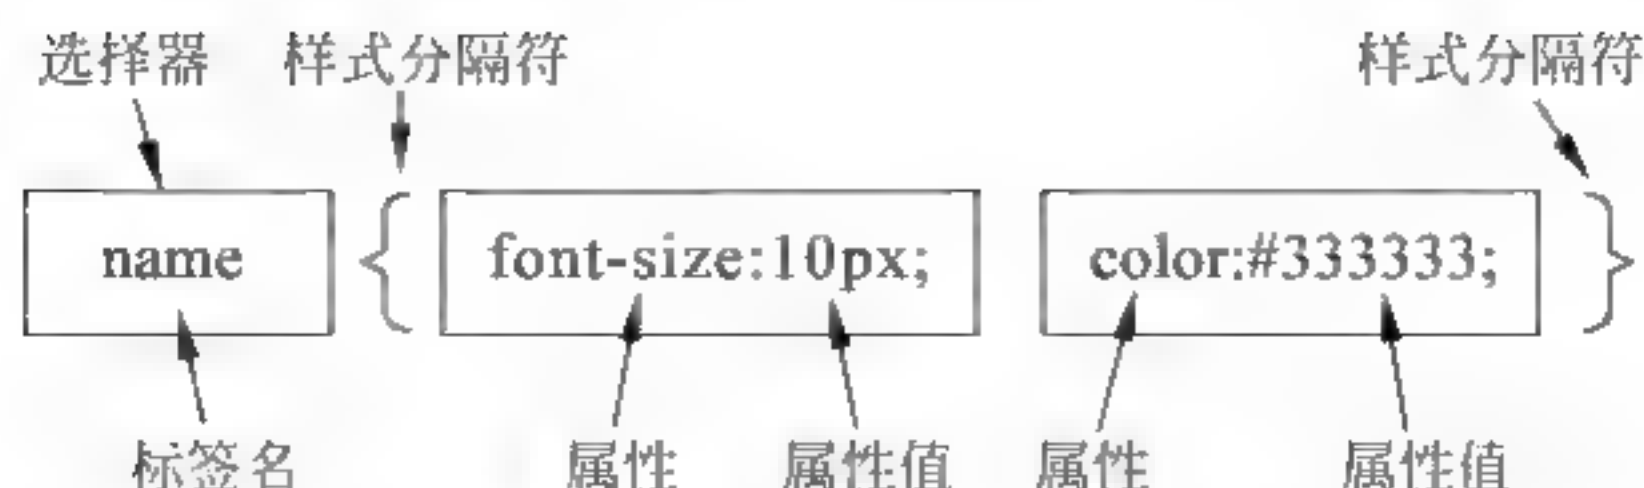 选择器 样式分隔符 样式分隔符
name { font-size:10px; color:#333333; }
标签名 属性 属性值 属性 属性值